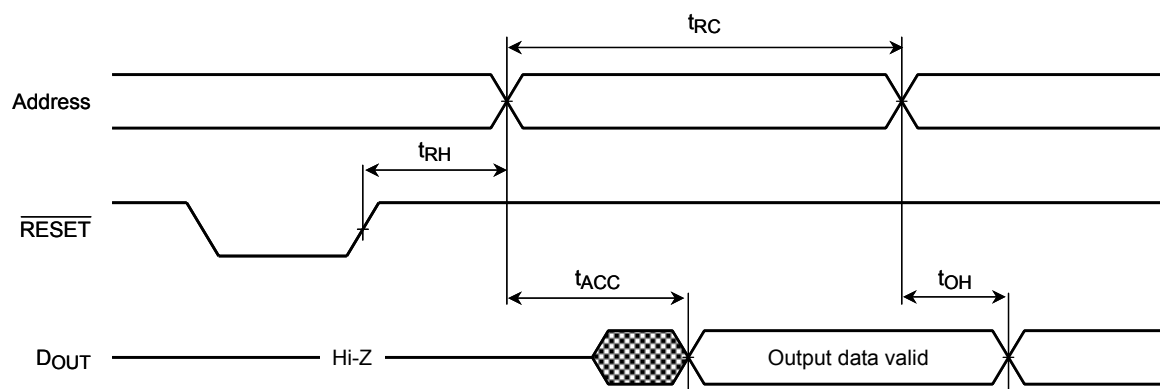 tRC
Address
tRH
RESET
tACC
tOH
DOUT
Hi-Z
Output data valid